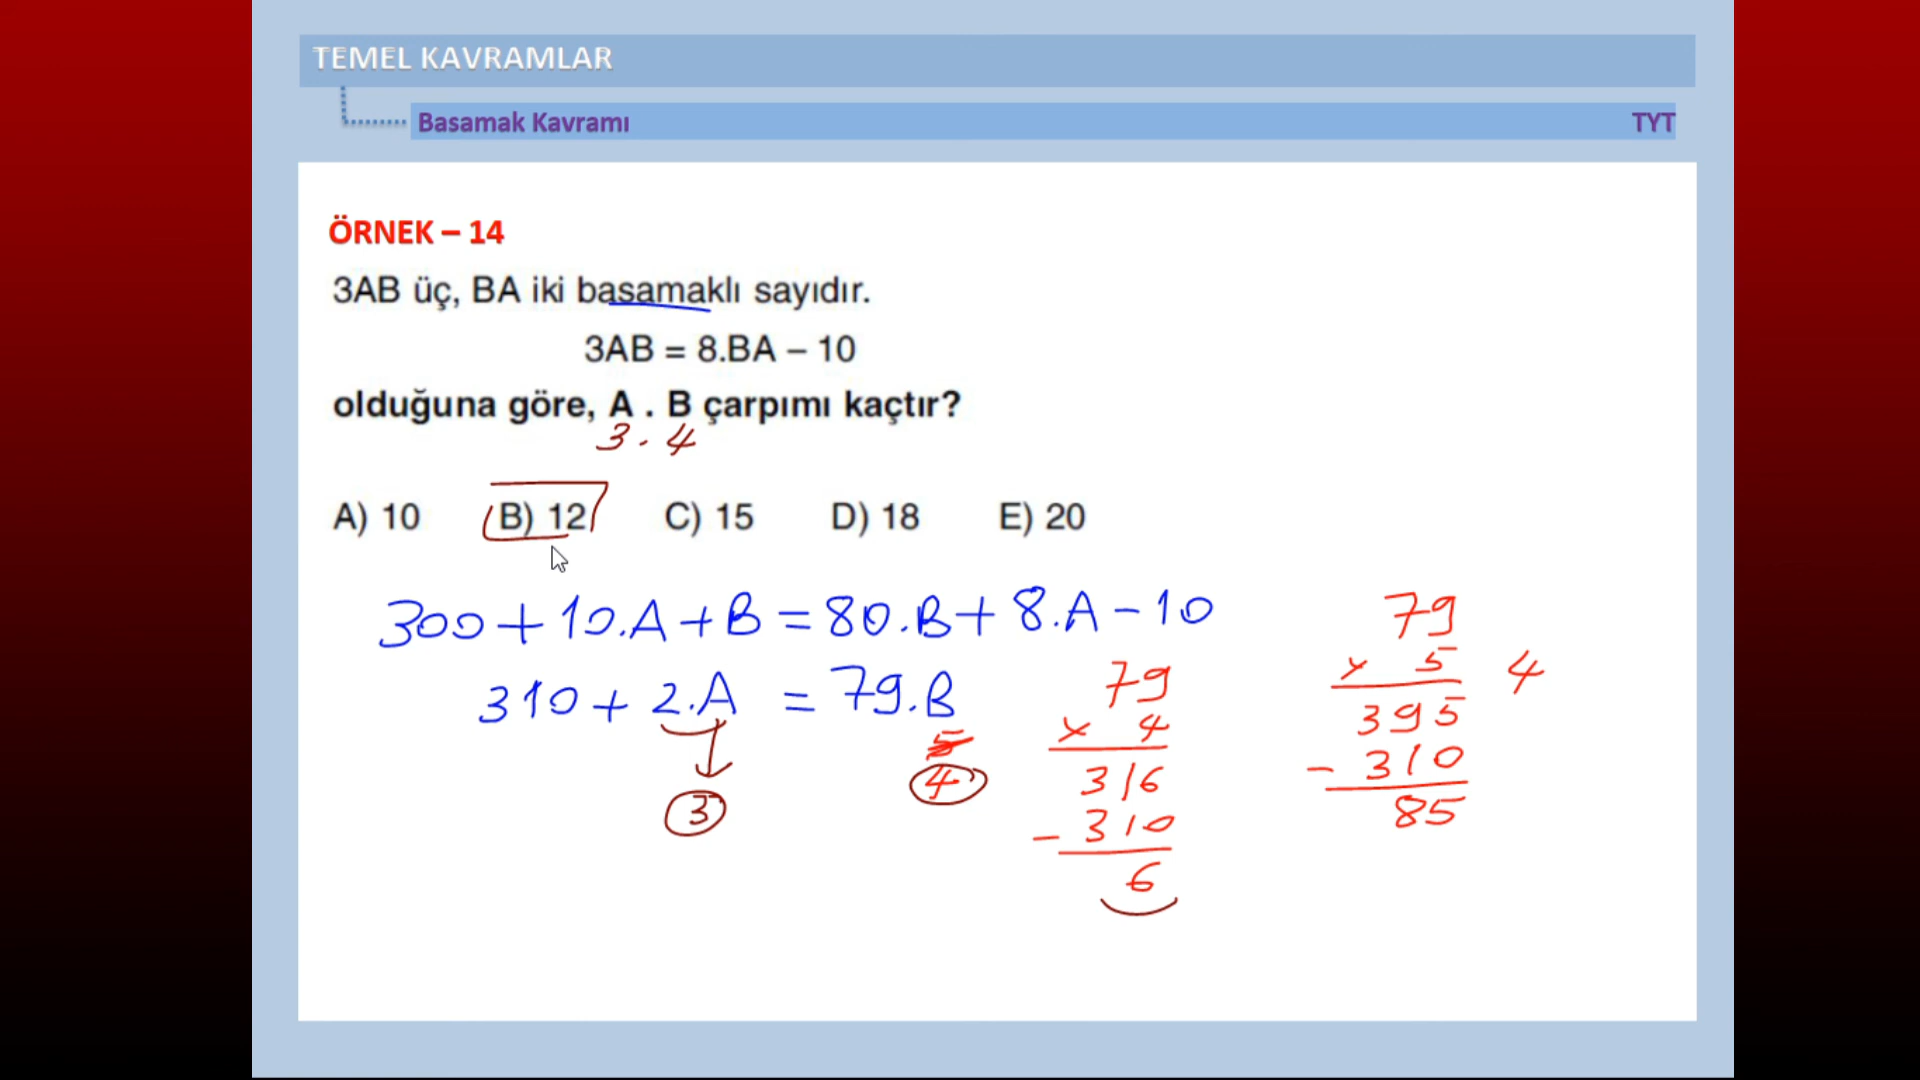 TEMEL KAVRAMLAR
Basamak Kavramı TYT
ÖRNEK – 14
3AB üç, BA iki basamaklı sayıdır.
3AB = 8.BA – 10
olduğuna göre, A . B çarpımı kaçtır?
3 . 4
A) 10 B) 12 C) 15 D) 18 E) 20
300 + 10.A + B = 80.B + 8.A – 10
310 + 2.A = 79.B
3
5
4
79
x 4
316
– 310
6
79
x 5 4
395
– 310
85